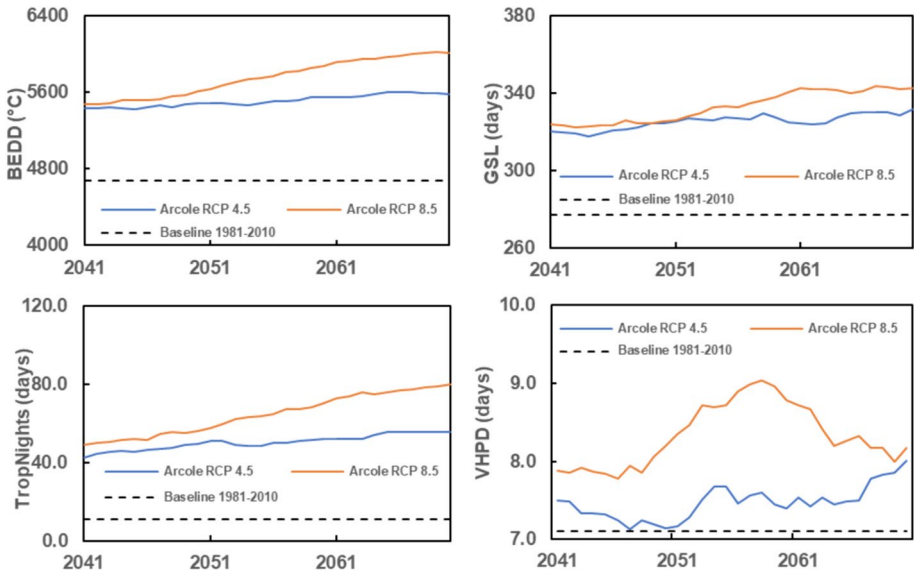 BEDD (°C)
6400
5600
4800
4000
Arcole RCP 4.5 Arcole RCP 8.5
Baseline 1981-2010
2041 2051 2061
GSL (days)
380
340
300
260
Arcole RCP 4.5 Arcole RCP 8.5
Baseline 1981-2010
2041 2051 2061
TropNights (days)
120.0
80.0
40.0
0.0
Arcole RCP 4.5 Arcole RCP 8.5
Baseline 1981-2010
2041 2051 2061
VHPD (days)
10.0
9.0
8.0
7.0
Arcole RCP 4.5 Arcole RCP 8.5
Baseline 1981-2010
2041 2051 2061